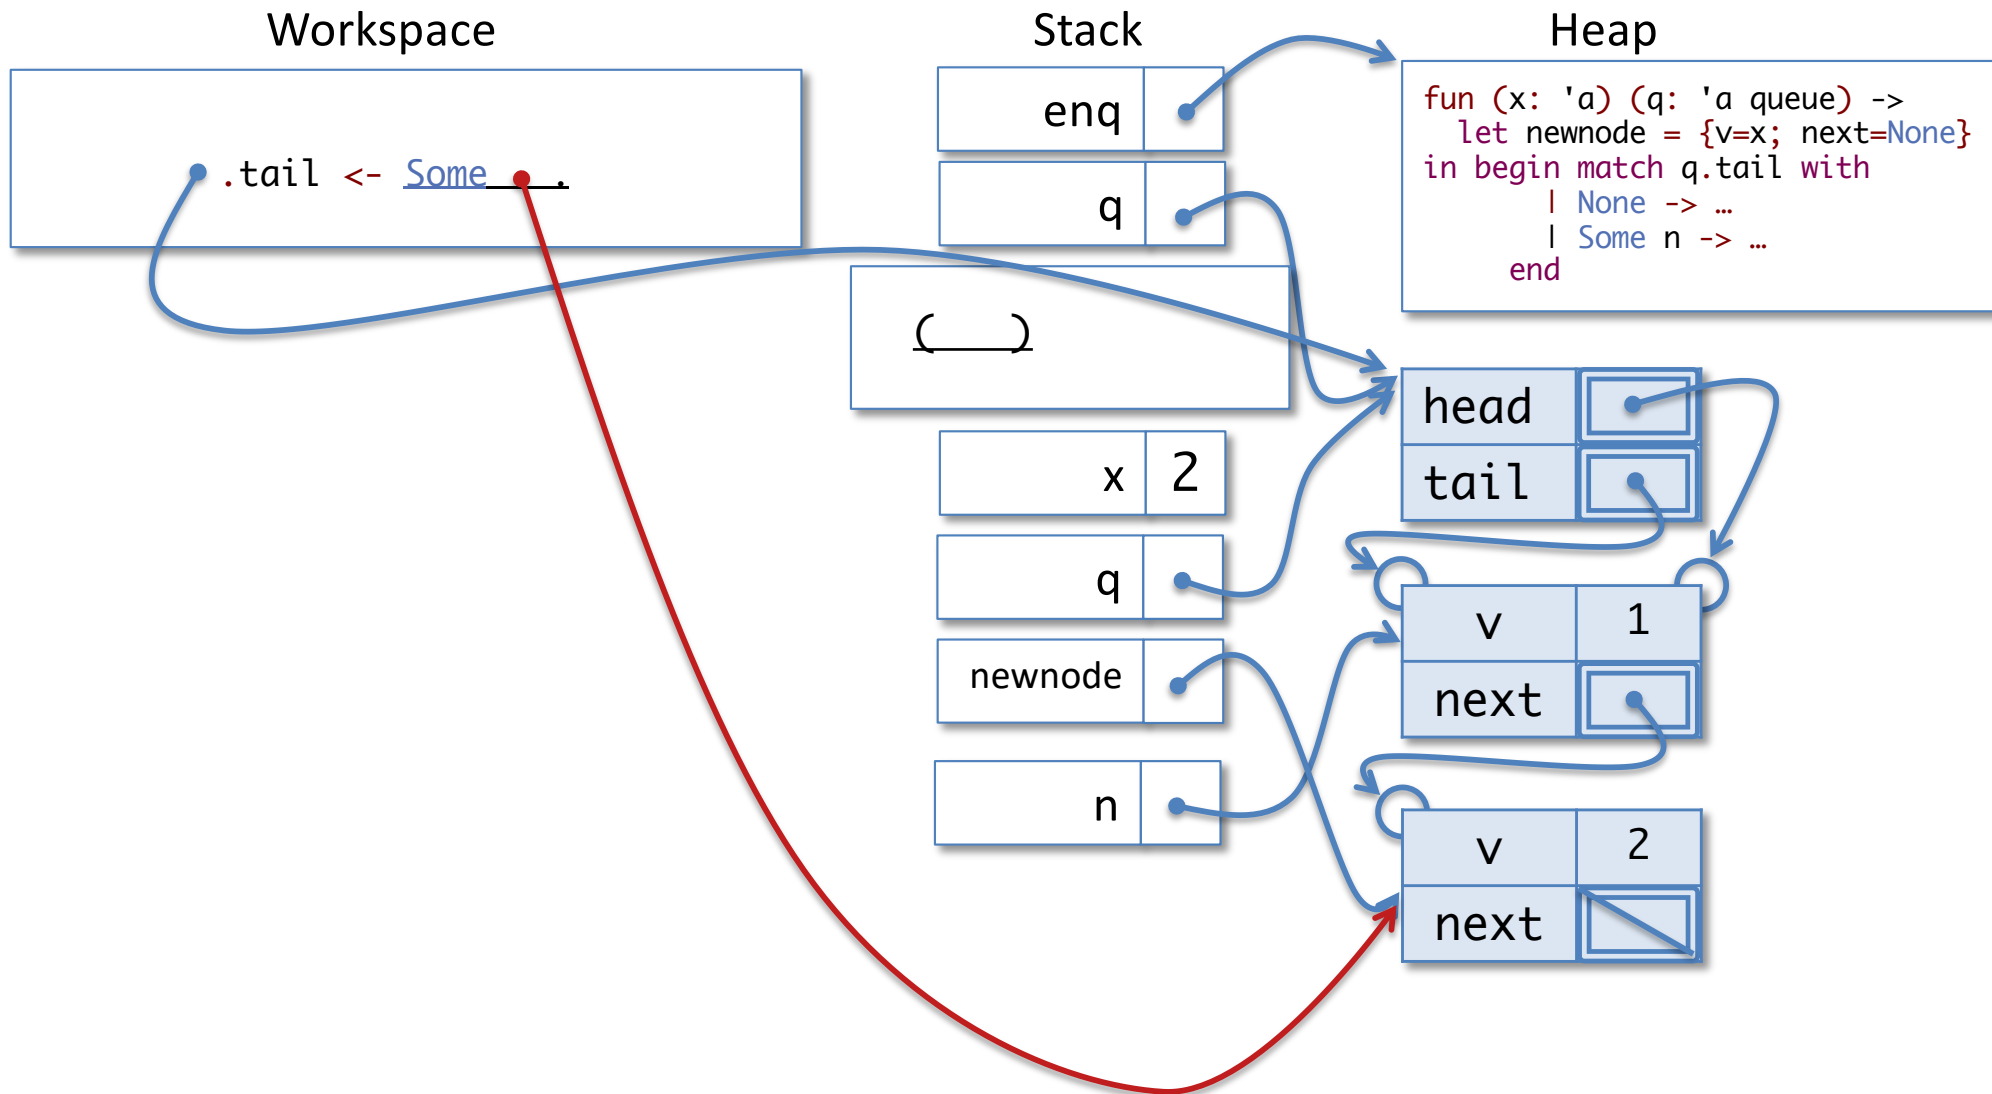 Workspace
Stack
Heap
.tail <- Some .
enq
q
( )
x 2
q
newnode
n
fun (x: 'a) (q: 'a queue) ->
let newnode = {v=x; next=None}
in begin match q.tail with
| None -> …
| Some n -> …
end
head
tail
v 1
next
v 2
next